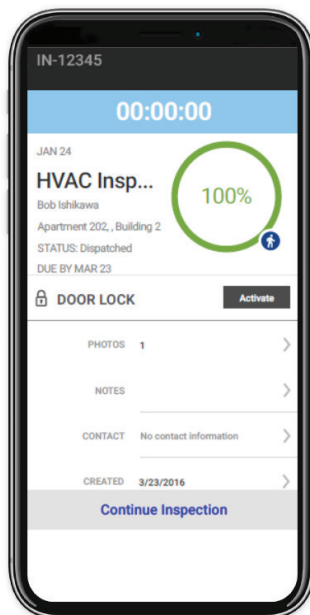 IN-12345
00:00:00
JAN 24
HVAC Insp...
100%
Bob Ishikawa
Apartment 202, , Building 2
STATUS: Dispatched
DUE BY MAR 23
DOOR LOCK Activate
PHOTOS 1
NOTES
CONTACT No contact information
CREATED 3/23/2016
Continue Inspection